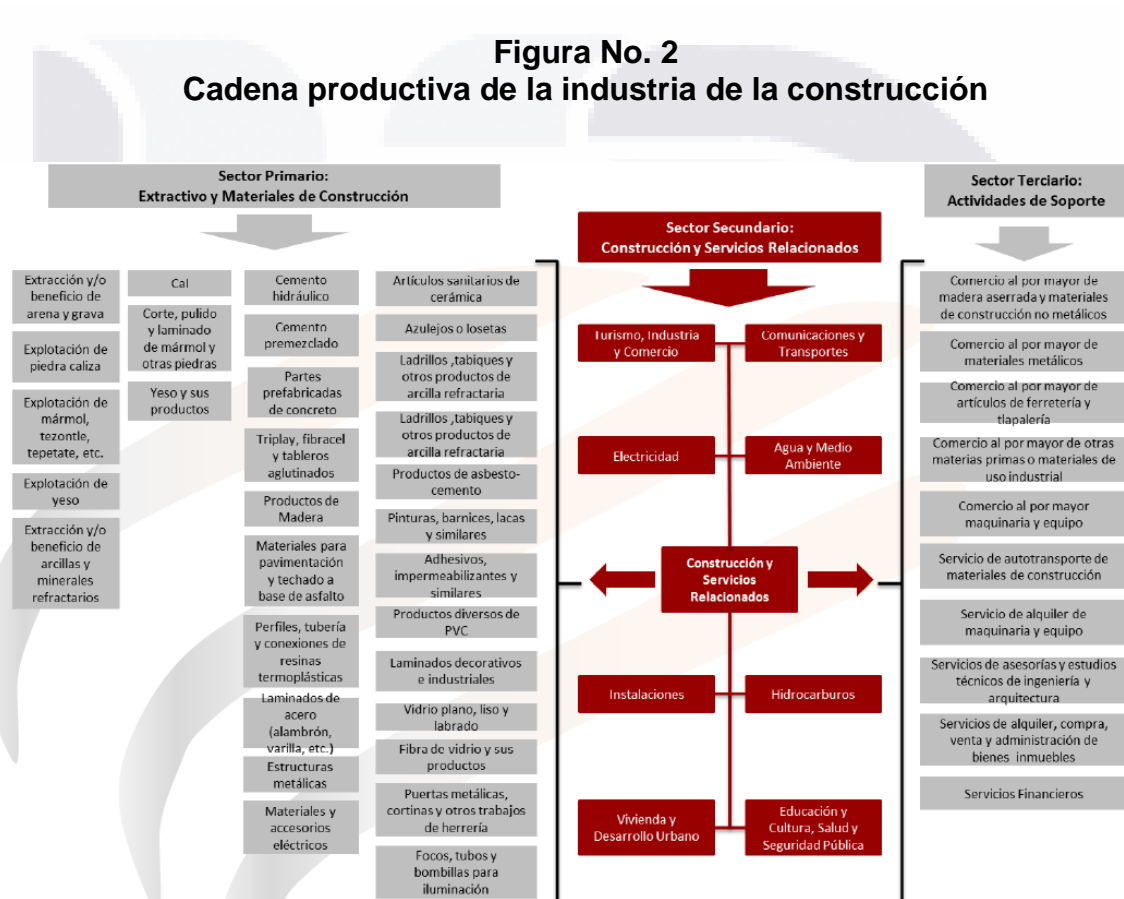 Figura No. 2
Cadena productiva de la industria de la construcción
Sector Primario:
Extractivo y Materiales de Construcción
Extracción y/o
beneficio de
arena y grava
Explotación de
piedra caliza
Explotación de
mármol,
tezontle,
tepetate, etc.
Explotación de
yeso
Extracción y/o
beneficio de
arcillas y
minerales
refractarios
Cal
Corte, pulido
y laminado
de mármol y
otras piedras
Yeso y sus
productos
Cemento
hidráulico
Cemento
premezclado
Partes
prefabricadas
de concreto
Triplay, fibracel
y tableros
aglutinados
Productos de
Madera
Materiales para
pavimentación
y techado a
base de asfalto
Perfiles, tubería
y conexiones de
resinas
termoplásticas
Laminados de
acero
(alambrón,
varilla, etc.)
Estructuras
metálicas
Materiales y
accesorios
eléctricos
Artículos sanitarios de
cerámica
Azulejos o losetas
Ladrillos ,tabiques y
otros productos de
arcilla refractaria
Ladrillos ,tabiques y
otros productos de
arcilla refractaria
Productos de asbesto-
cemento
Pinturas, barnices, lacas
y similares
Adhesivos,
impermeabilizantes y
similares
Productos diversos de
PVC
Laminados decorativos
e industriales
Vidrio plano, liso y
labrado
Fibra de vidrio y sus
productos
Puertas metálicas,
cortinas y otros trabajos
de herrería
Focos, tubos y
bombillas para
iluminación
Sector Secundario:
Construcción y Servicios Relacionados
Turismo, Industria
y Comercio
Comunicaciones y
Transportes
Electricidad
Agua y Medio
Ambiente
Construcción y
Servicios
Relacionados
Instalaciones
Hidrocarburos
Vivienda y
Desarrollo Urbano
Educación y
Cultura, Salud y
Seguridad Pública
Sector Terciario:
Actividades de Soporte
Comercio al por mayor de
madera aserrada y materiales
de construcción no metálicos
Comercio al por mayor de
materiales metálicos
Comercio al por mayor de
artículos de ferretería y
tlapalería
Comercio al por mayor de otras
materias primas o materiales de
uso industrial
Comercio al por mayor
maquinaria y equipo
Servicio de autotransporte de
materiales de construcción
Servicio de alquiler de
maquinaria y equipo
Servicios de asesorías y estudios
técnicos de ingeniería y
arquitectura
Servicios de alquiler, compra,
venta y administración de
bienes inmuebles
Servicios Financieros